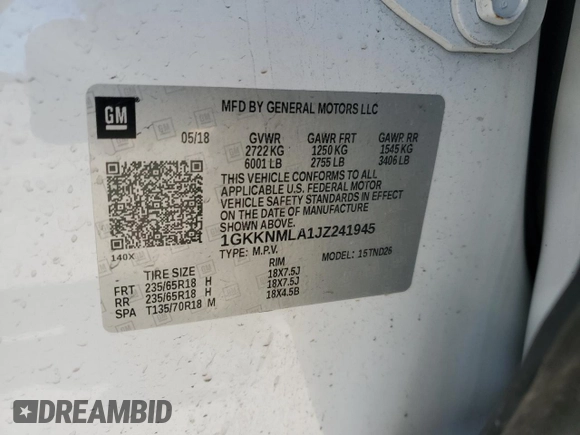 GM
MFD BY GENERAL MOTORS LLC
05/18 GVWR GAWR FRT GAWR RR
2722 KG 1250 KG 1545 KG
6001 LB 2755 LB 3406 LB
THIS VEHICLE CONFORMS TO ALL
APPLICABLE U.S. FEDERAL MOTOR
VEHICLE SAFETY STANDARDS IN
EFFECT ON THE DATE OF MANUFACTURE
SHOWN ABOVE.
1GKKNMLA1JZ241945
TYPE: M.P.V. MODEL: 15TND26
140X
TIRE SIZE RIM
FRT 235/65R18 H 18X7.5J
RR 235/65R18 H 18X7.5J
SPA T135/70R18 M 18X4.5B
DREAMBID